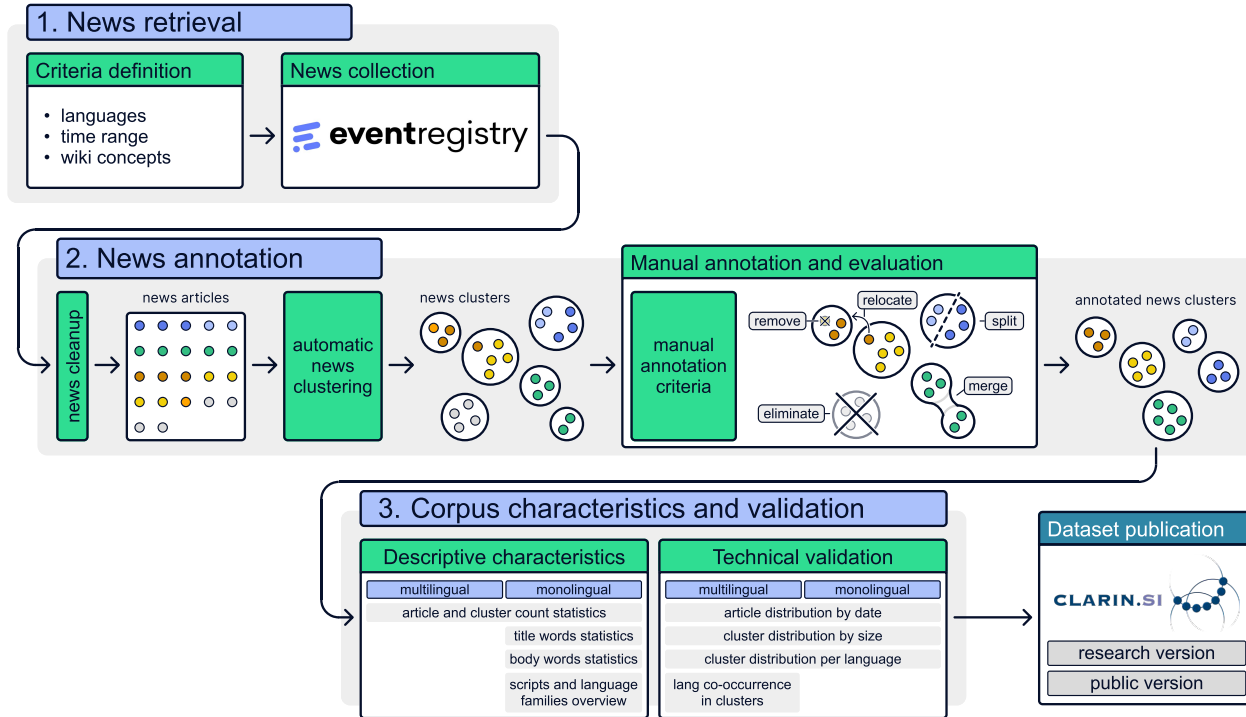 1. News retrieval
Criteria definition
• languages
• time range
• wiki concepts
News collection
eventregistry
2. News annotation
news cleanup
news articles
automatic
news
clustering
news clusters
Manual annotation and evaluation
manual
annotation
criteria
remove
relocate
split
merge
eliminate
annotated news clusters
3. Corpus characteristics and validation
Descriptive characteristics
multilingual
monolingual
article and cluster count statistics
title words statistics
body words statistics
scripts and language
families overview
Technical validation
multilingual
monolingual
article distribution by date
cluster distribution by size
cluster distribution per language
lang co-occurrence
in clusters
Dataset publication
CLARIN.SI
research version
public version